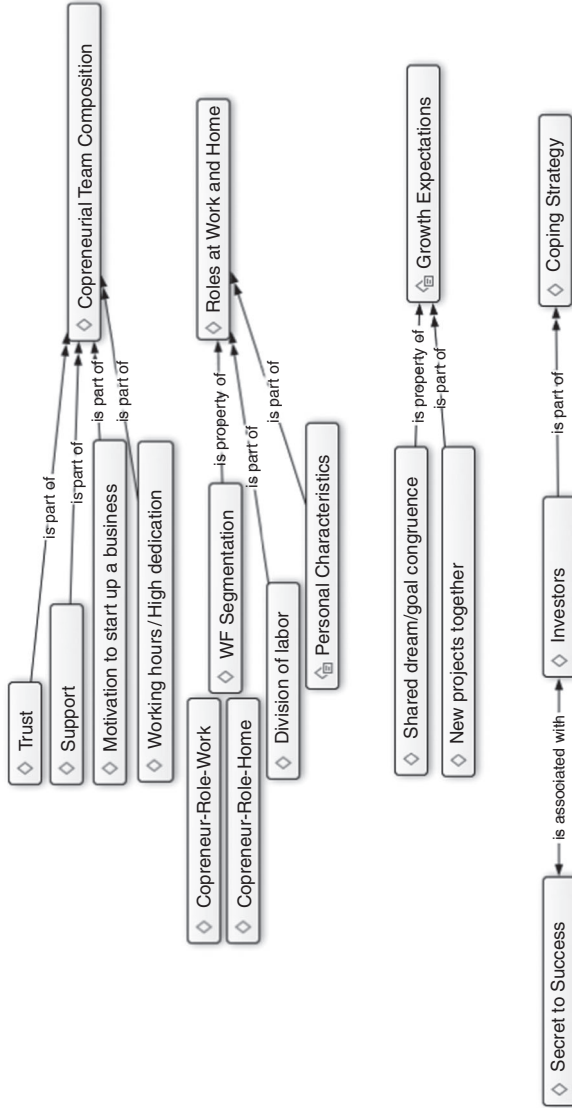 Copreneurial Team Composition
is part of
Trust
is part of
Support
is part of
Motivation to start up a business
is part of
Working hours/High dedication
Roles at Work and Home
is property of
WF Segmentation
Copreneur-Role-Work
Copreneur-Role-Home
is part of
Division of labor
is part of
Personal Characteristics
Growth Expectations
is property of
Shared dream/goal congruence
is part of
New projects together
Secret to Success
is assoolated with
Investors
is part of
Coping Strategy